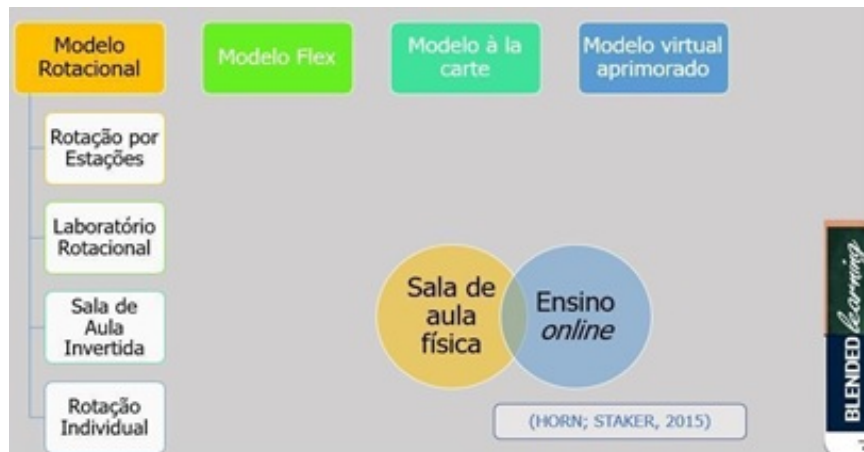 Modelo
Rotacional
Modelo Flex
Modelo à la
carte
Modelo virtual
aprimorado
Rotação por
Estações
Laboratório
Rotacional
Sala de
Aula
Invertida
Rotação
Individual
Sala de
aula
física
Ensino
online
(HORN; STAKER, 2015)
BLENDED learning